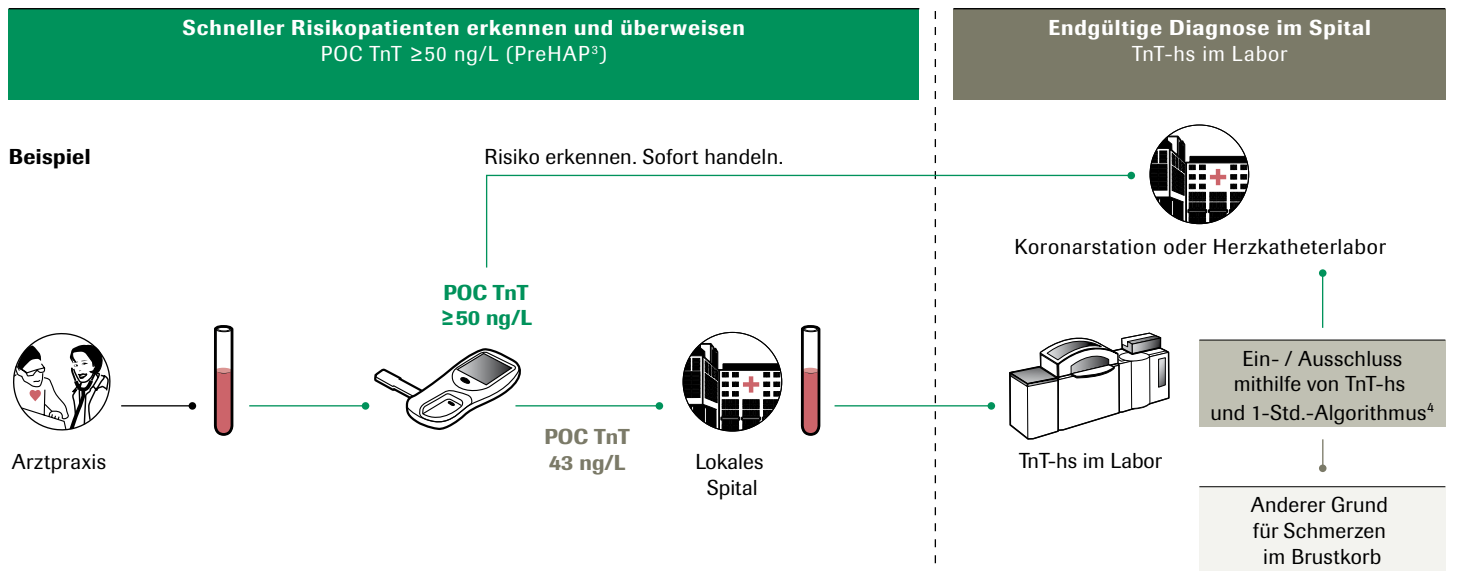 Schneller Risikopatienten erkennen und überweisen
POC TnT ≥50 ng/L (PreHAP³)
Endgültige Diagnose im Spital
TnT-hs im Labor
Beispiel
Risiko erkennen. Sofort handeln.
Koronarstation oder Herzkatheterlabor
POC TnT
≥50 ng/L
Arztpraxis
POC TnT
43 ng/L
Lokales
Spital
TnT-hs im Labor
Ein- / Ausschluss
mithilfe von TnT-hs
und 1-Std.-Algorithmus⁴
Anderer Grund
für Schmerzen
im Brustkorb